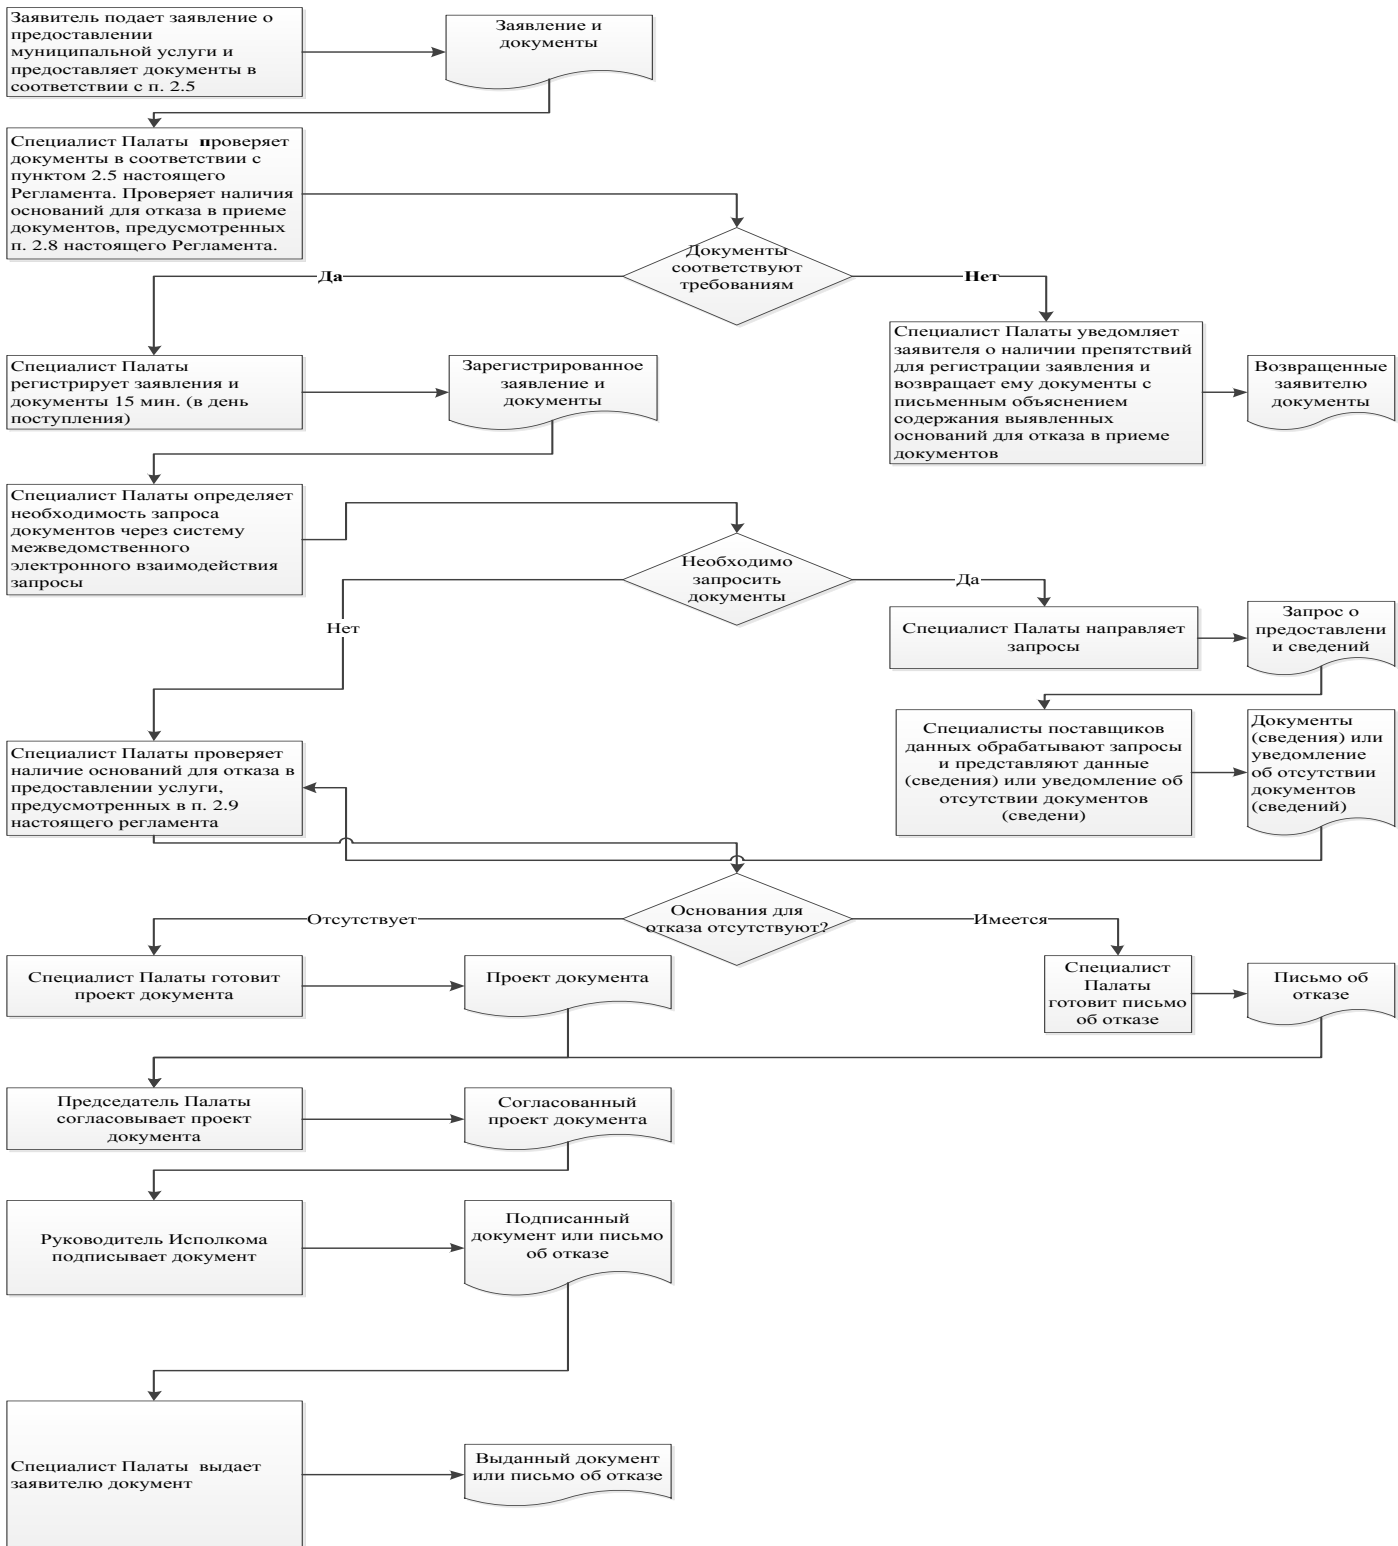 Заявитель подает заявление о
предоставлении
муниципальной услуги и
предоставляет документы в
соответствии с п. 2.5
Заявление и
документы
Специалист Палаты проверяет
документы в соответствии с
пунктом 2.5 настоящего
Регламента. Проверяет наличия
оснований для отказа в приеме
документов, предусмотренных
п. 2.8 настоящего Регламента.
Документы
соответствуют
требованиям
Да
Нет
Специалист Палаты
регистрирует заявления и
документы 15 мин. (в день
поступления)
Зарегистрированное
заявление и
документы
Специалист Палаты уведомляет
заявителя о наличии препятствий
для регистрации заявления и
возвращает ему документы с
письменным объяснением
содержания выявленных
оснований для отказа в приеме
документов
Возвращенные
заявителю
документы
Специалист Палаты определяет
необходимость запроса
документов через систему
межведомственного
электронного взаимодействия
запросы
Необходимо
запросить
документы
Да
Нет
Специалист Палаты направляет
запросы
Запрос о
предоставлени
и сведений
Специалист Палаты проверяет
наличие оснований для отказа в
предоставлении услуги,
предусмотренных в п. 2.9
настоящего регламента
Специалисты поставщиков
данных обрабатывают запросы
и представляют данные
(сведения) или уведомление об
отсутствии документов
(сведени)
Документы
(сведения) или
уведомление
об отсутствии
документов
(сведений)
Основания для
отказа отсутствуют?
Отсутствует
Имеется
Специалист Палаты готовит
проект документа
Проект документа
Специалист
Палаты
готовит письмо
об отказе
Письмо об
отказе
Председатель Палаты
согласовывает проект
документа
Согласованный
проект документа
Руководитель Исполкома
подписывает документ
Подписанный
документ или письмо
об отказе
Специалист Палаты выдает
заявителю документ
Выданный документ
или письмо об отказе